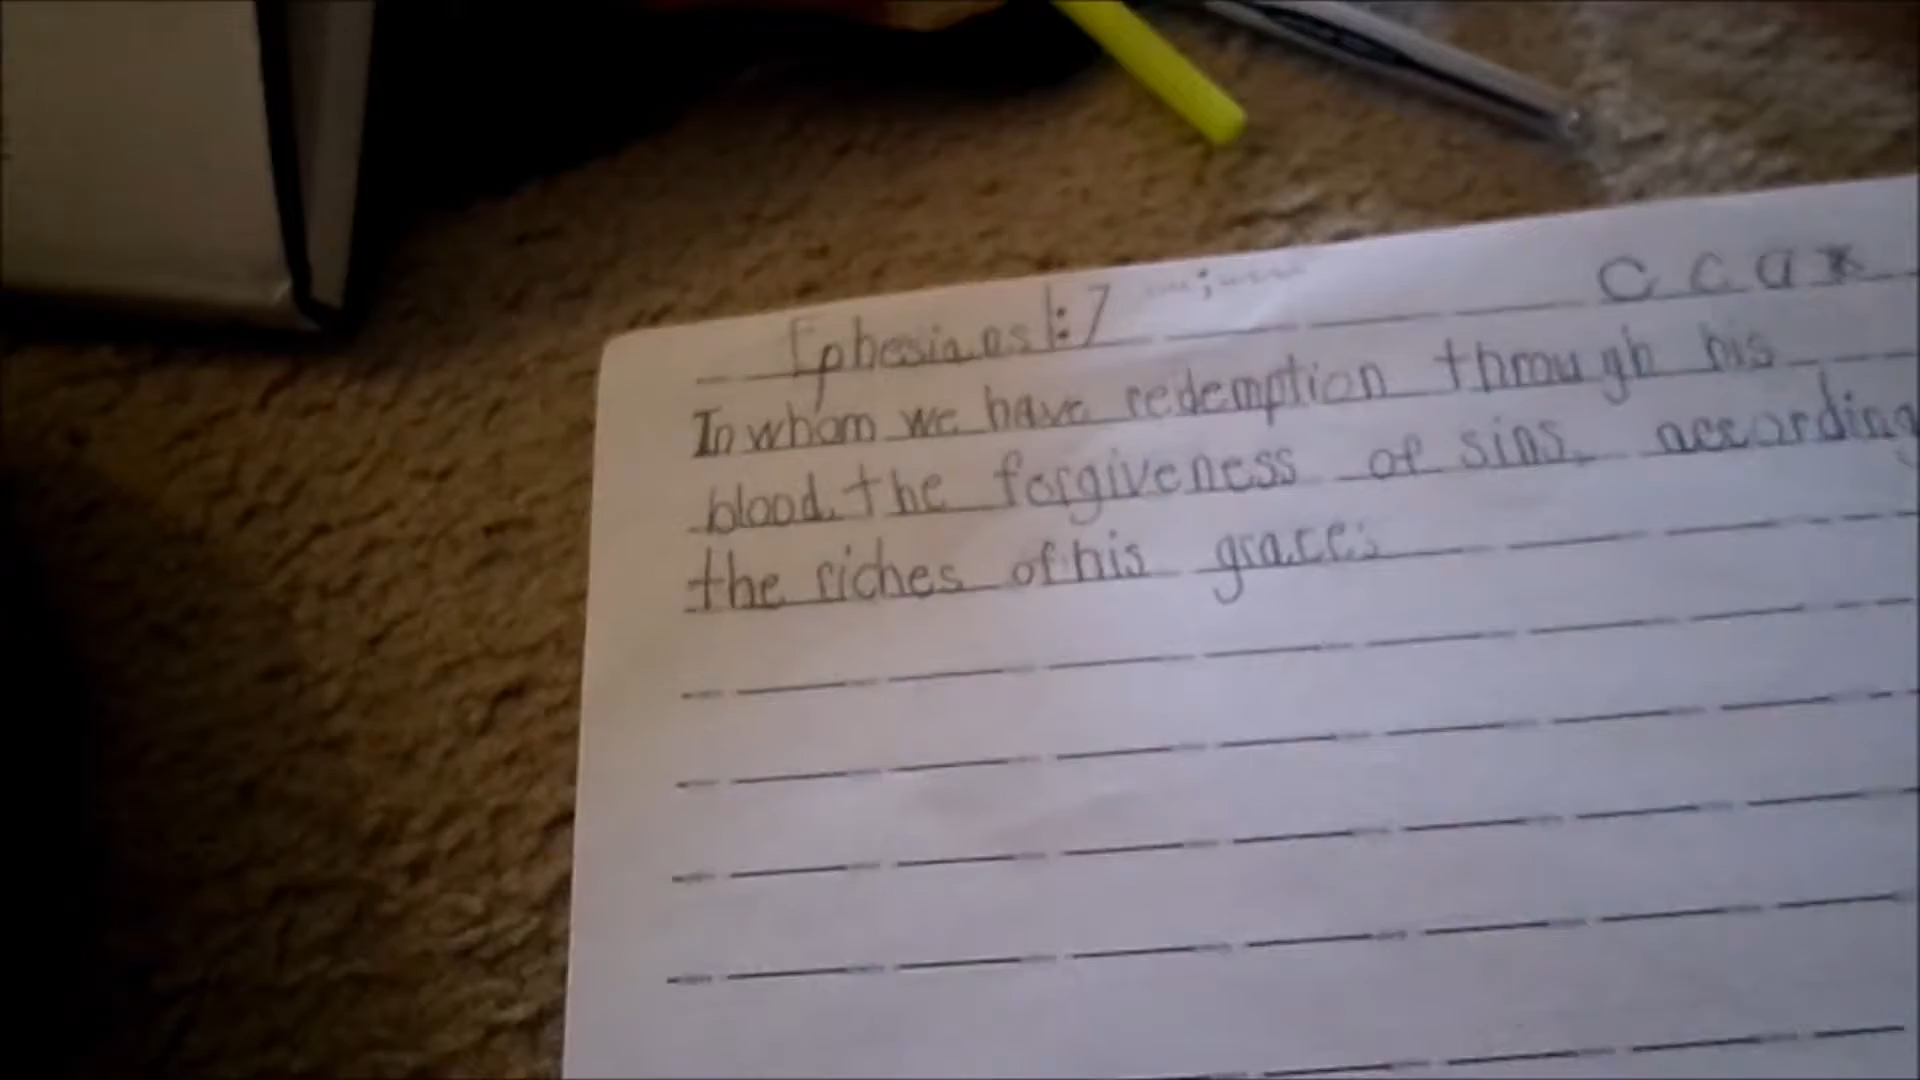 Ephesians 1:7
In whom we have redemption through his
blood, the forgiveness of sins, according
the riches of his grace;